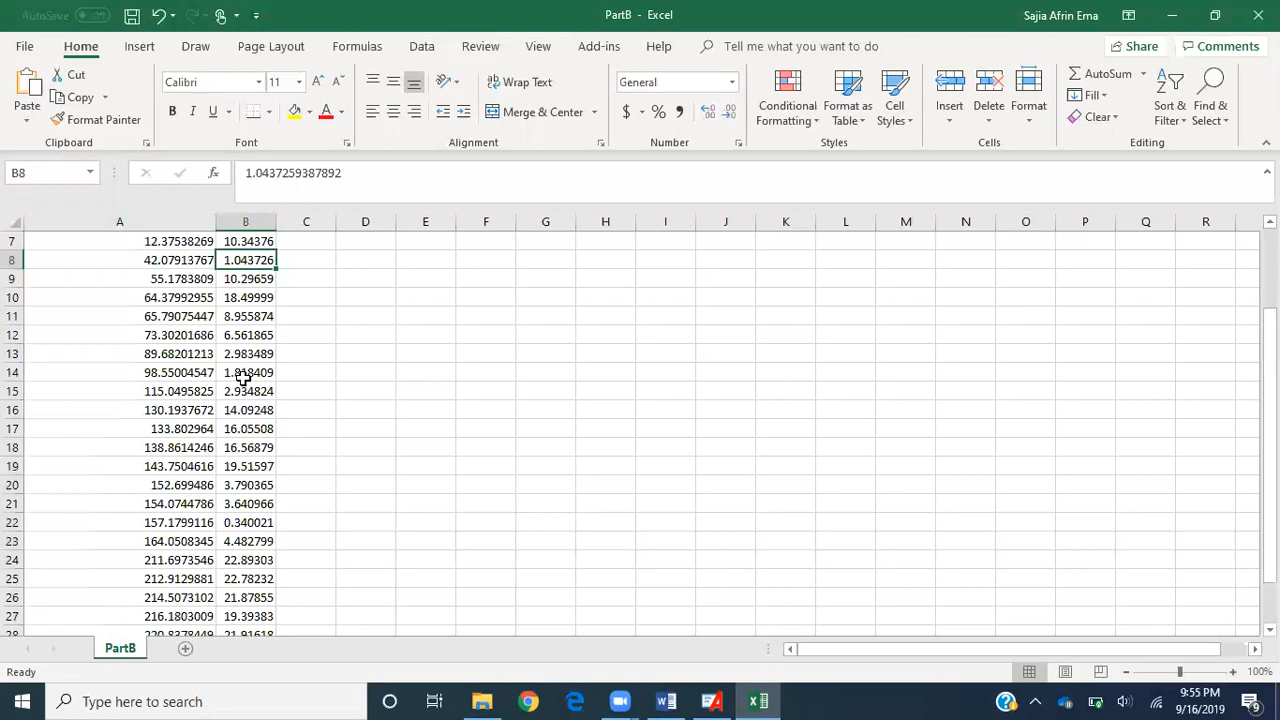 AutoSave
PartB - Excel
Sajia Afrin Ema
File Home Insert Draw Page Layout Formulas Data Review View Add-ins Help Tell me what you want to do Share Comments
Paste
Cut
Copy
Format Painter
Clipboard
Calibri 11
B I U
Font
Wrap Text
Merge & Center
Alignment
General
$ % ,
Number
Conditional Formatting
Format as Table
Cell Styles
Styles
Insert Delete Format
Cells
AutoSum
Fill
Clear
Sort & Filter
Find & Select
Editing
B8 fx 1.0437259387892
A B C D E F G H I J K L M N O P Q R
7 12.37538269 10.34376
8 42.07913767 1.043726
9 55.1783809 10.29659
10 64.37992955 18.49999
11 65.79075447 8.955874
12 73.30201686 6.561865
13 89.68201213 2.983489
14 98.55004547
15 115.0495825 2.934824
16 130.1937672 14.09248
17 133.802964 16.05508
18 138.8614246 16.56879
19 143.7504616 19.51597
20 152.699486 3.790365
21 154.0744786 3.640966
22 157.1799116 0.340021
23 164.0508345 4.482799
24 211.6973546 22.89303
25 212.9129881 22.78232
26 214.5073102 21.87855
27 216.1803009 19.39383
28 220.8378449 21.91618
PartB
Ready
100%
Type here to search
9:55 PM
9/16/2019
9